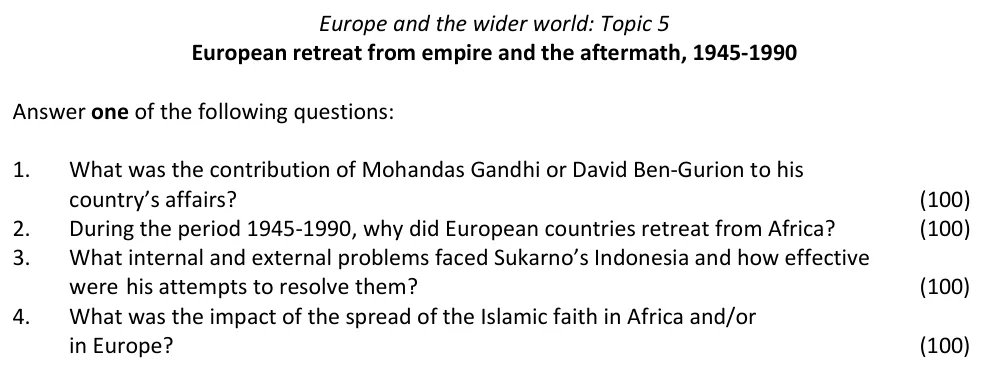 Europe and the wider world: Topic 5
European retreat from empire and the aftermath, 1945-1990
Answer one of the following questions:
1. What was the contribution of Mohandas Gandhi or David Ben-Gurion to his
country’s affairs? (100)
2. During the period 1945-1990, why did European countries retreat from Africa? (100)
3. What internal and external problems faced Sukarno’s Indonesia and how effective
were his attempts to resolve them? (100)
4. What was the impact of the spread of the Islamic faith in Africa and/or
in Europe? (100)